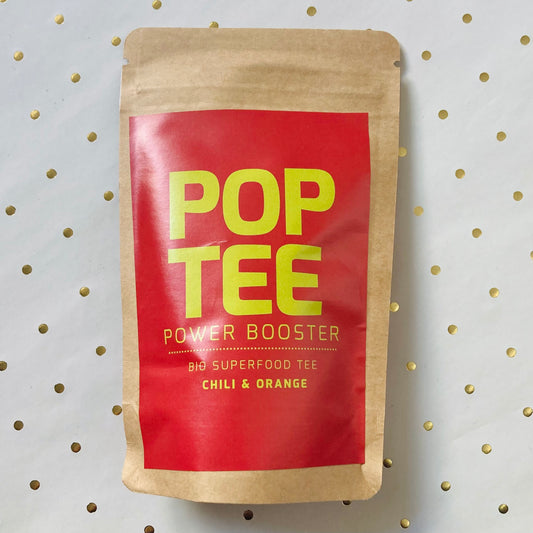 POP
TEE
POWER BOOSTER
BIO SUPERFOOD TEE
CHILI & ORANGE